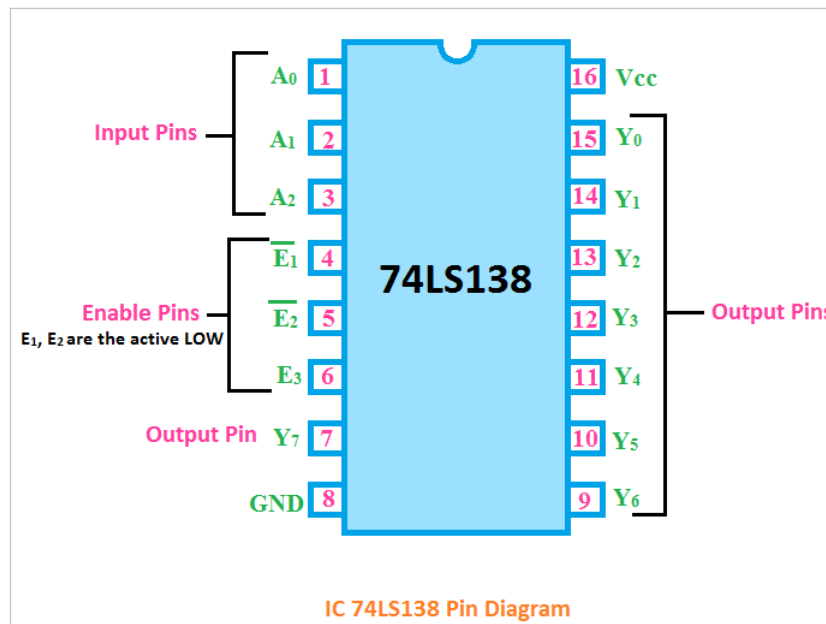 A₀ 1
16 Vcc
Input Pins
A₁ 2
15 Y₀
A₂ 3
14 Y₁
E̅₁̅ 4
13 Y₂
74LS138
Enable Pins
E₁, E₂ are the active LOW
E̅₂̅ 5
12 Y₃
Output Pins
E₃ 6
11 Y₄
Output Pin Y₇ 7
10 Y₅
GND 8
9 Y₆
IC 74LS138 Pin Diagram